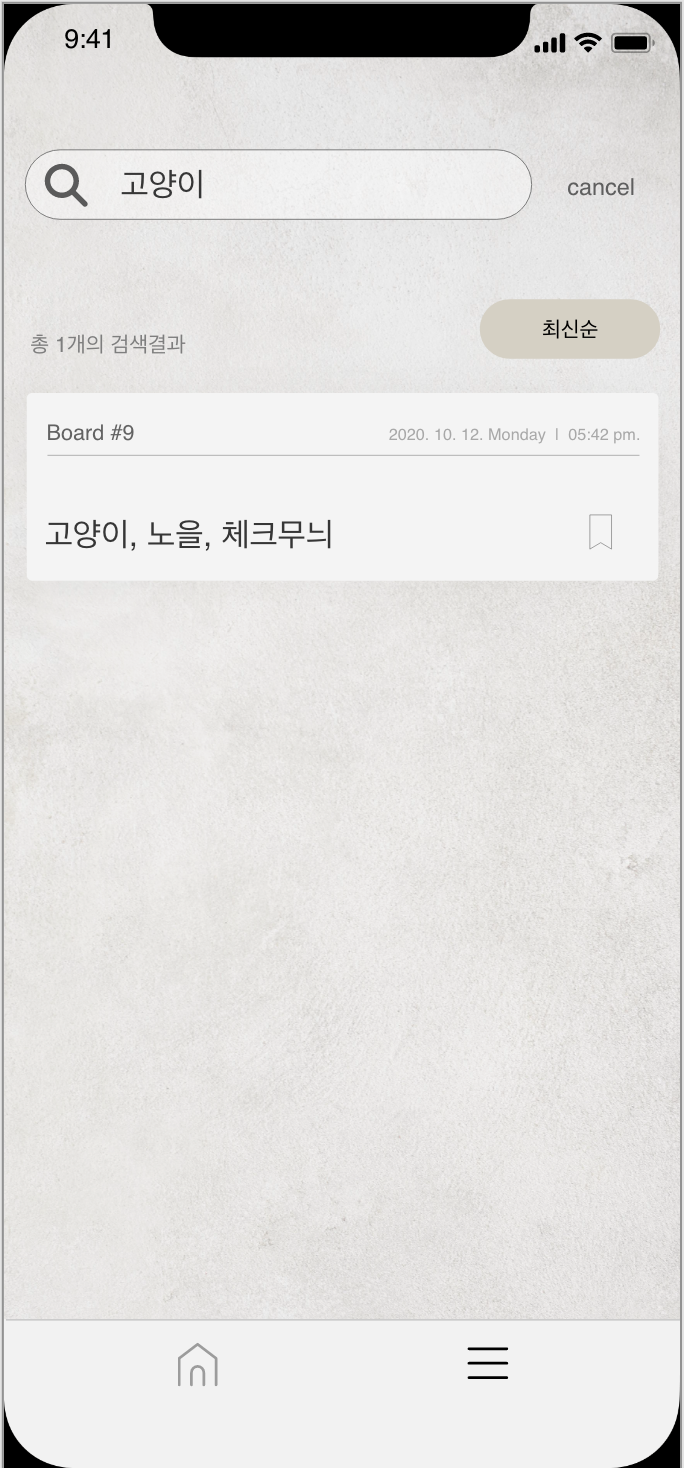 9:41
고양이
cancel
최신순
총 1개의 검색결과
Board #9
2020. 10. 12. Monday | 05:42 pm.
고양이, 노을, 체크무늬